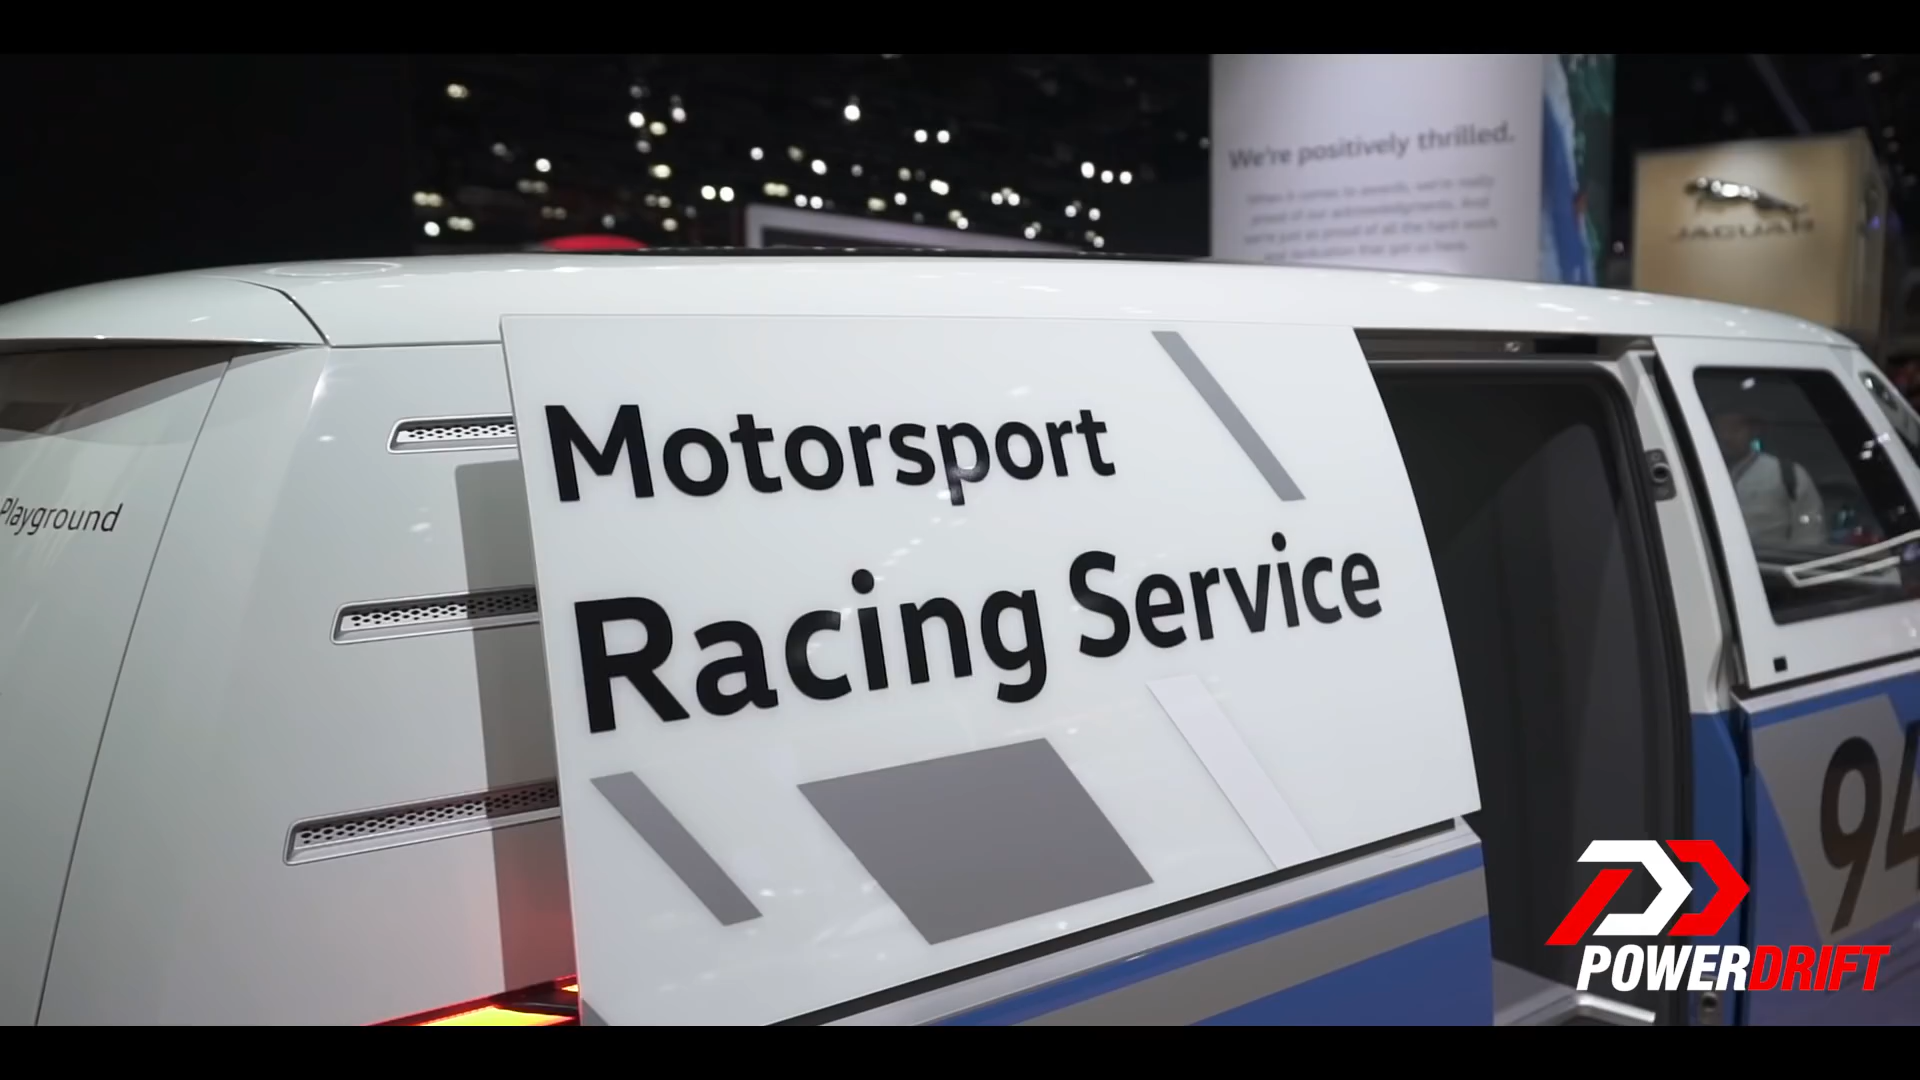 We're positively thrilled.
JAGUAR
Motorsport
Racing Service
Playground
94
POWERDRIFT